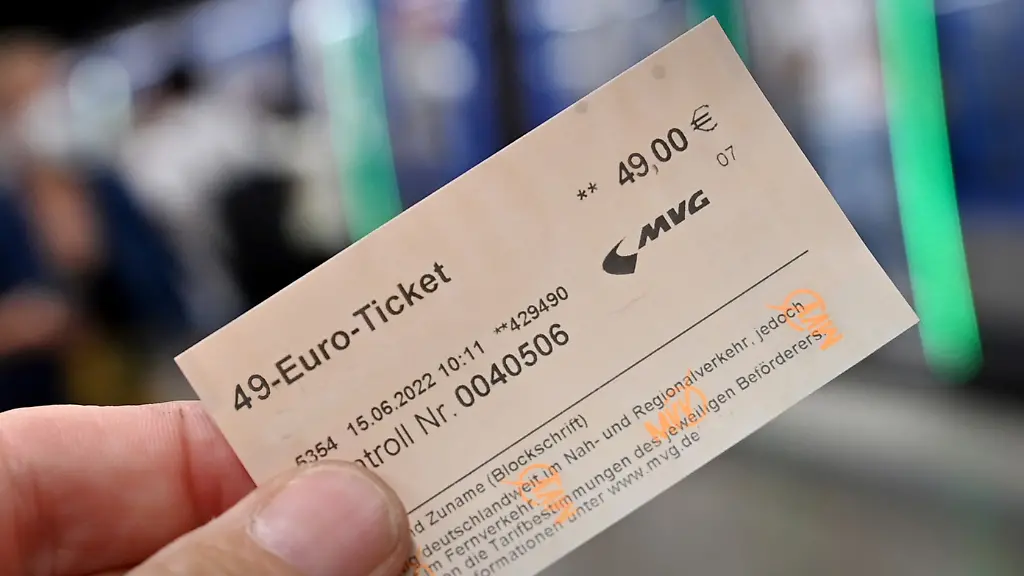 49-Euro-Ticket
** 49,00 €
07
MVG
5354 15.06.2022 10:11 **429490
ntroll Nr. 0040506
d Zuname (Blockschrift)
g deutschlandweit im Nah- und Regionalverkehr, jedoch
m Fernverkehr
en die Tarifbestimmungen des jeweiligen Beförderers
formationen unter www.mvg.de